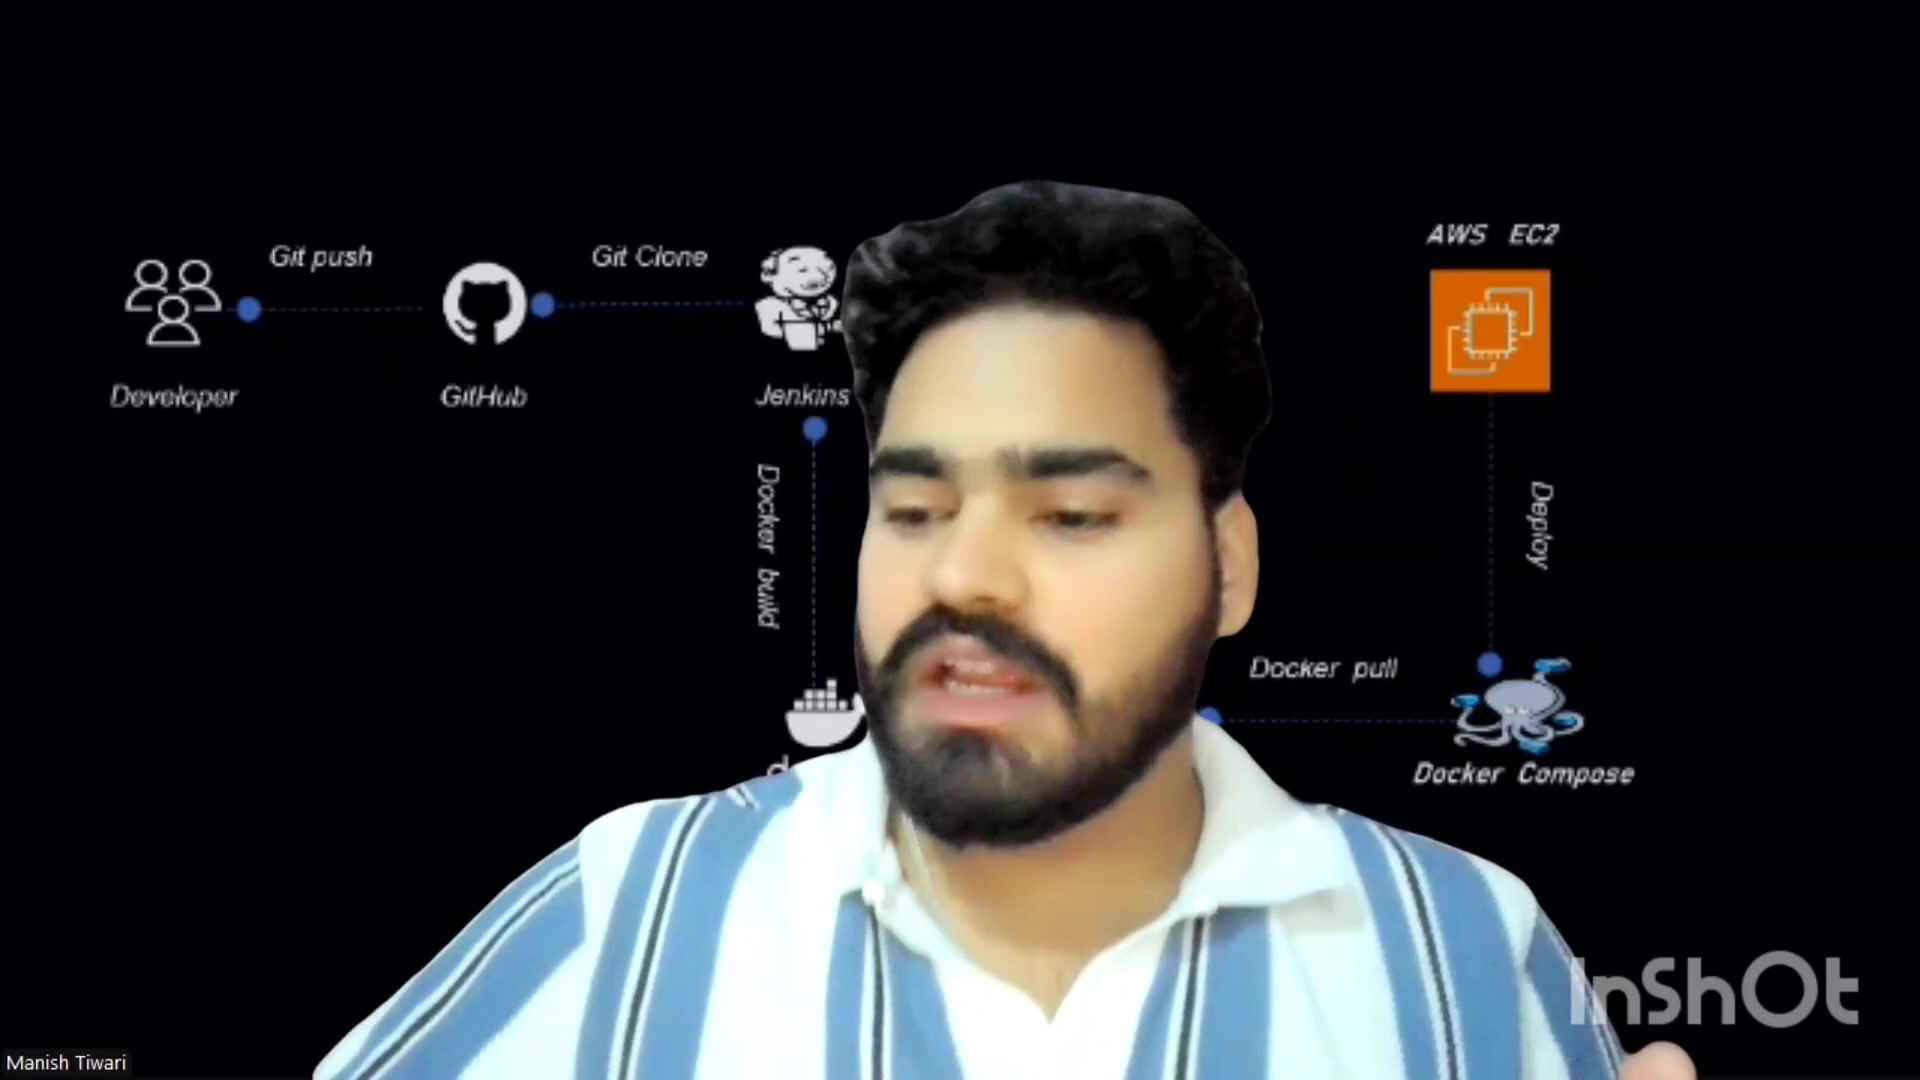 AWS EC2
Git push
Git Clone
Developer
GitHub
Jenkins
Docker build
Deploy
Docker pull
Docker Compose
InShOt
Manish Tiwari